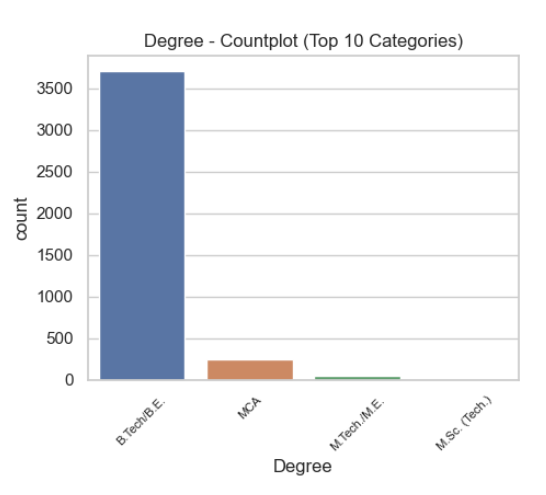 Degree - Countplot (Top 10 Categories)
3500
3000
2500
2000
1500
1000
500
0
count
B.Tech/B.E.
MCA
M.Tech./M.E.
M.Sc. (Tech.)
Degree